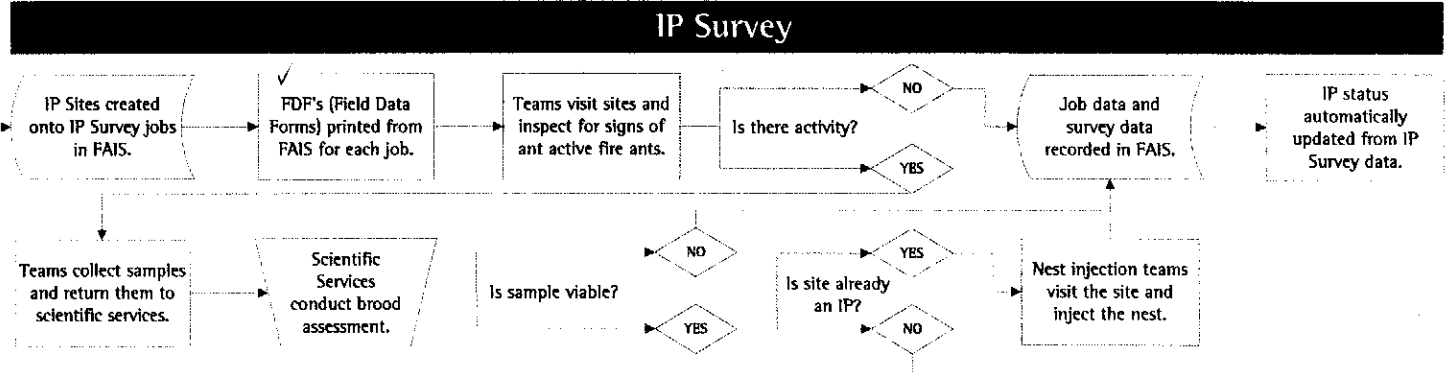 IP Survey
IP Sites created
onto IP Survey jobs
in FAIS.
FDF's (Field Data
Forms) printed from
FAIS for each job.
Teams visit sites and
inspect for signs of
ant active fire ants.
Is there activity?
NO
YES
Job data and
survey data
recorded in FAIS.
IP status
automatically
updated from IP
Survey data.
Teams collect samples
and return them to
scientific services.
Scientific
Services
conduct brood
assessment.
Is sample viable?
NO
YES
Is site already
an IP?
YES
NO
Nest injection teams
visit the site and
inject the nest.